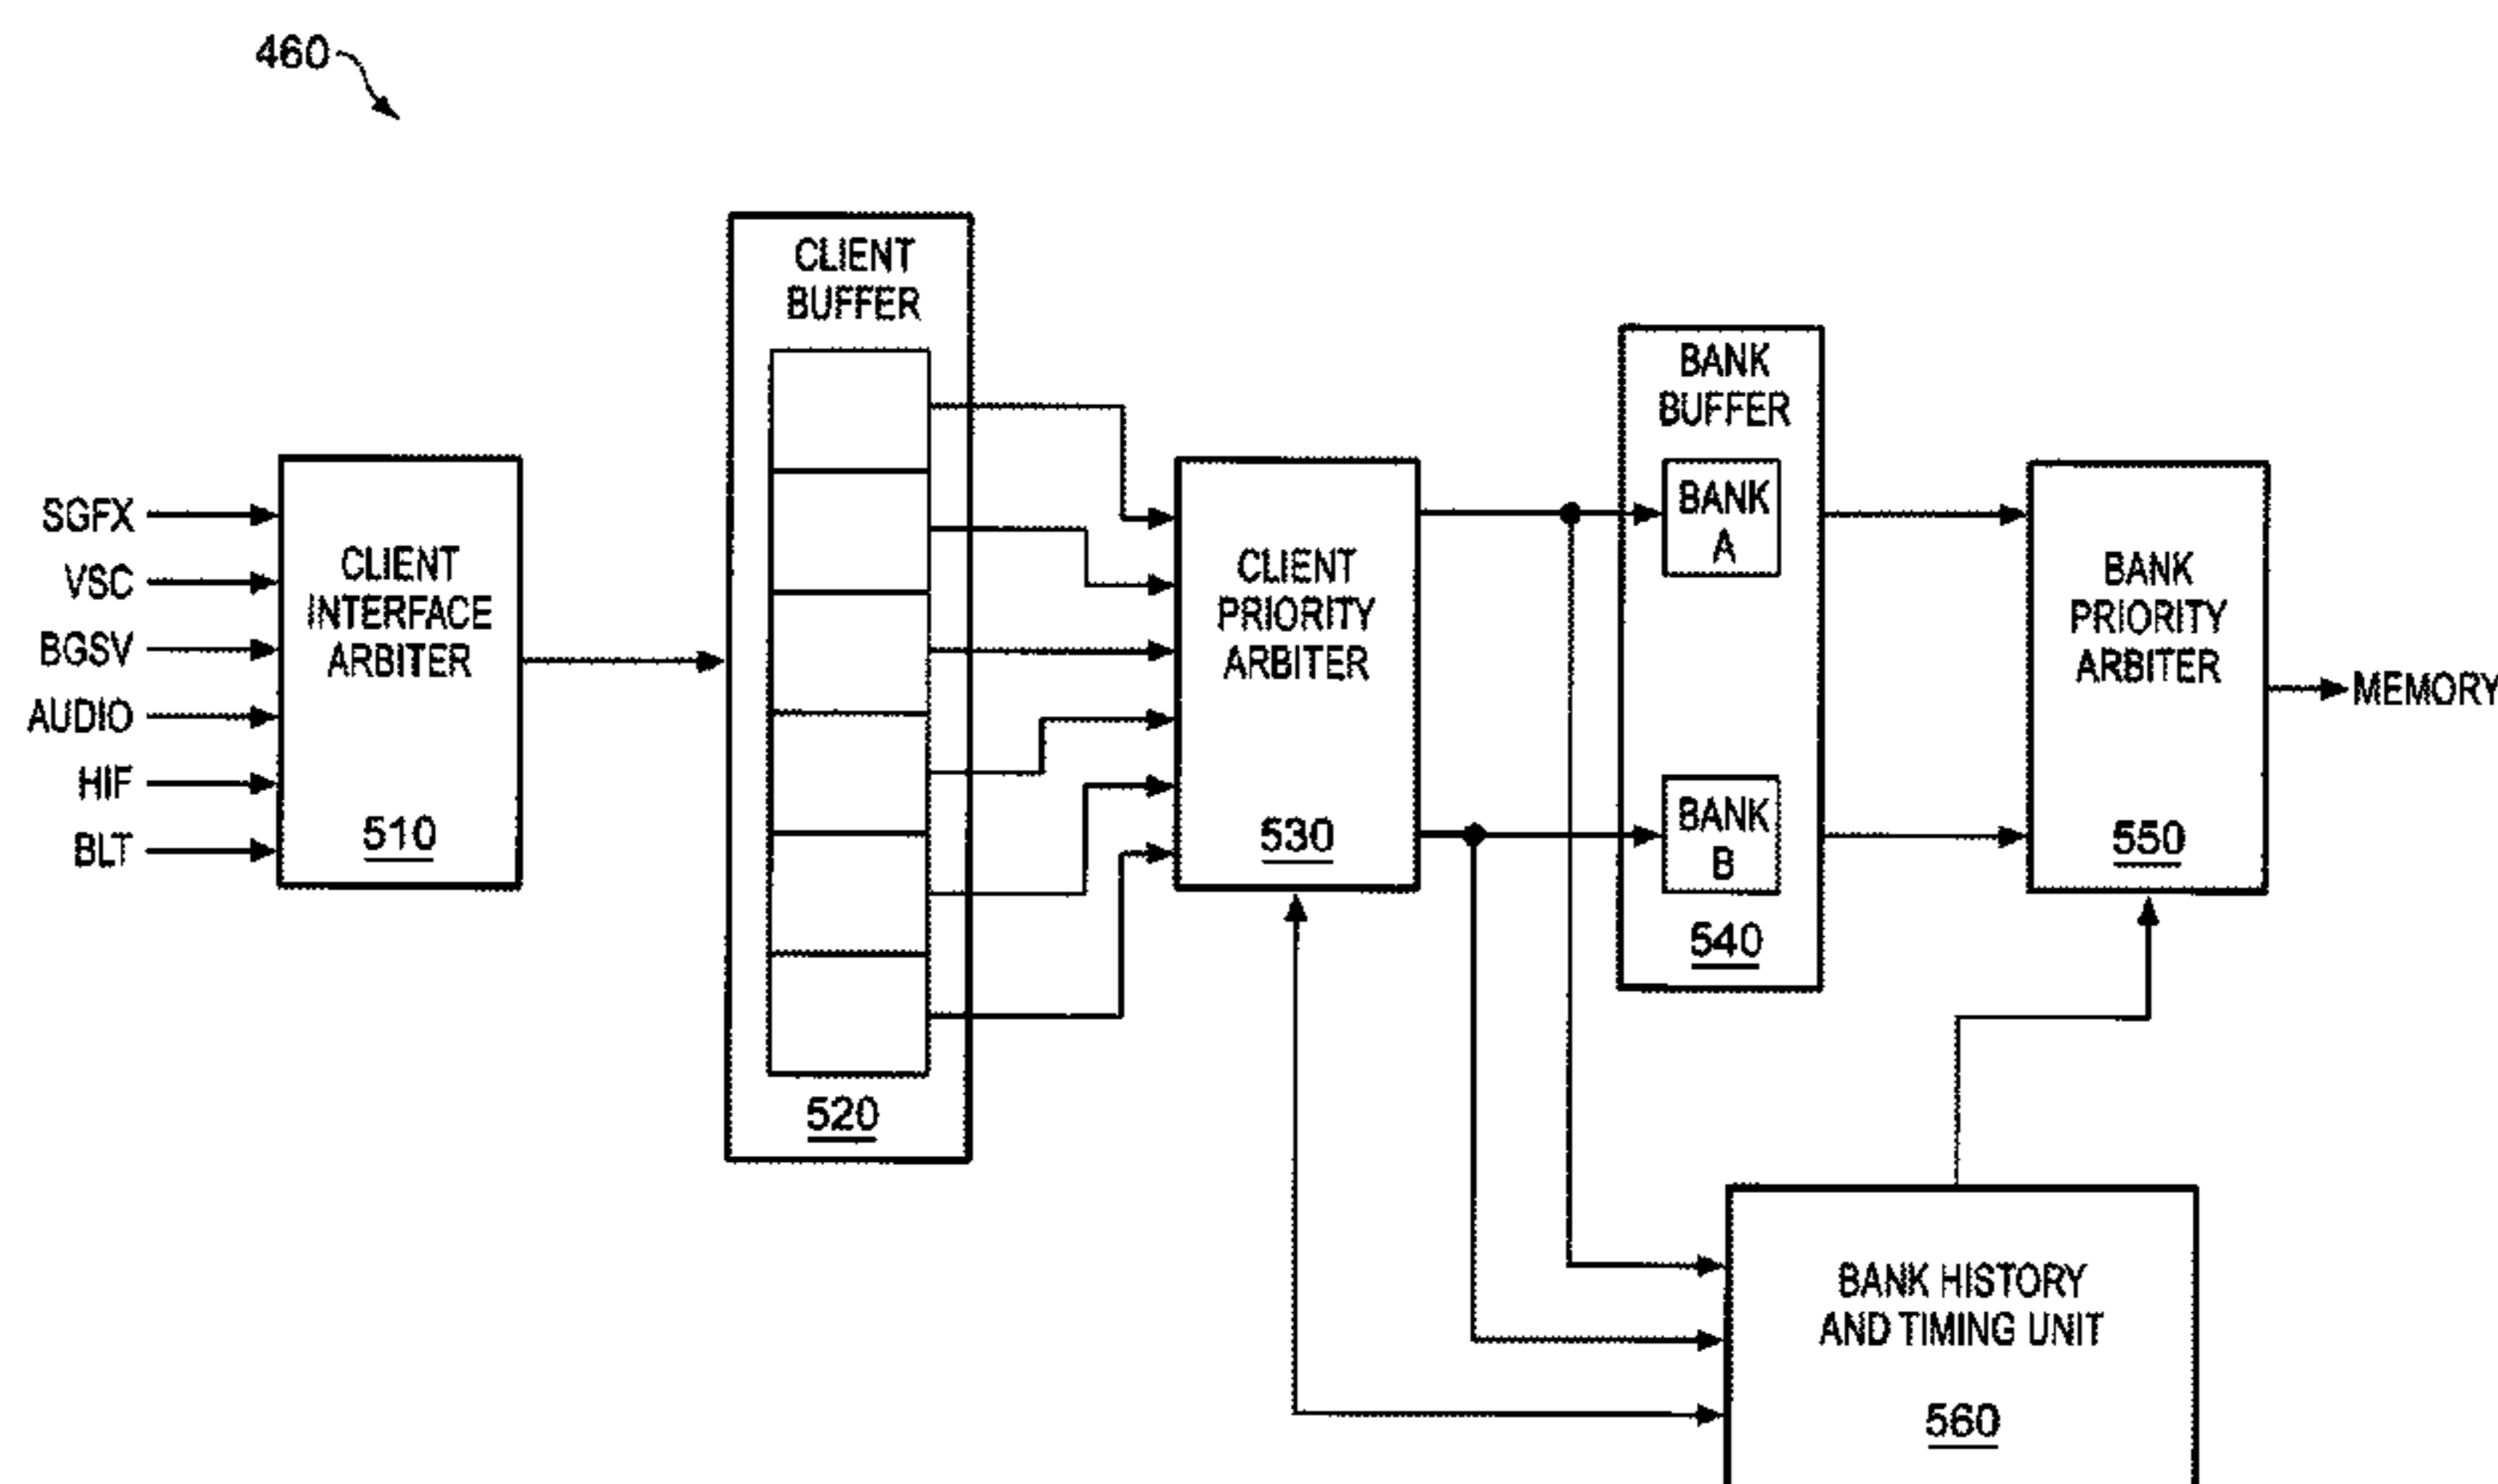 460
SGFX
VSC
BGSV
AUDIO
HIF
BLT
CLIENT
INTERFACE
ARBITER
510
CLIENT
BUFFER
520
CLIENT
PRIORITY
ARBITER
530
BANK
BUFFER
BANK
A
BANK
B
540
BANK
PRIORITY
ARBITER
550
MEMORY
BANK HISTORY
AND TIMING UNIT
560